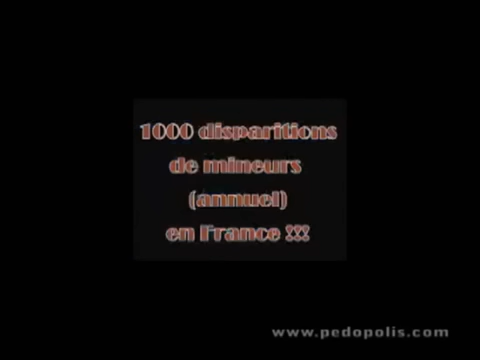 1000 disparitions
de mineurs
(annuel)
en France !!!
www.pedopolis.com